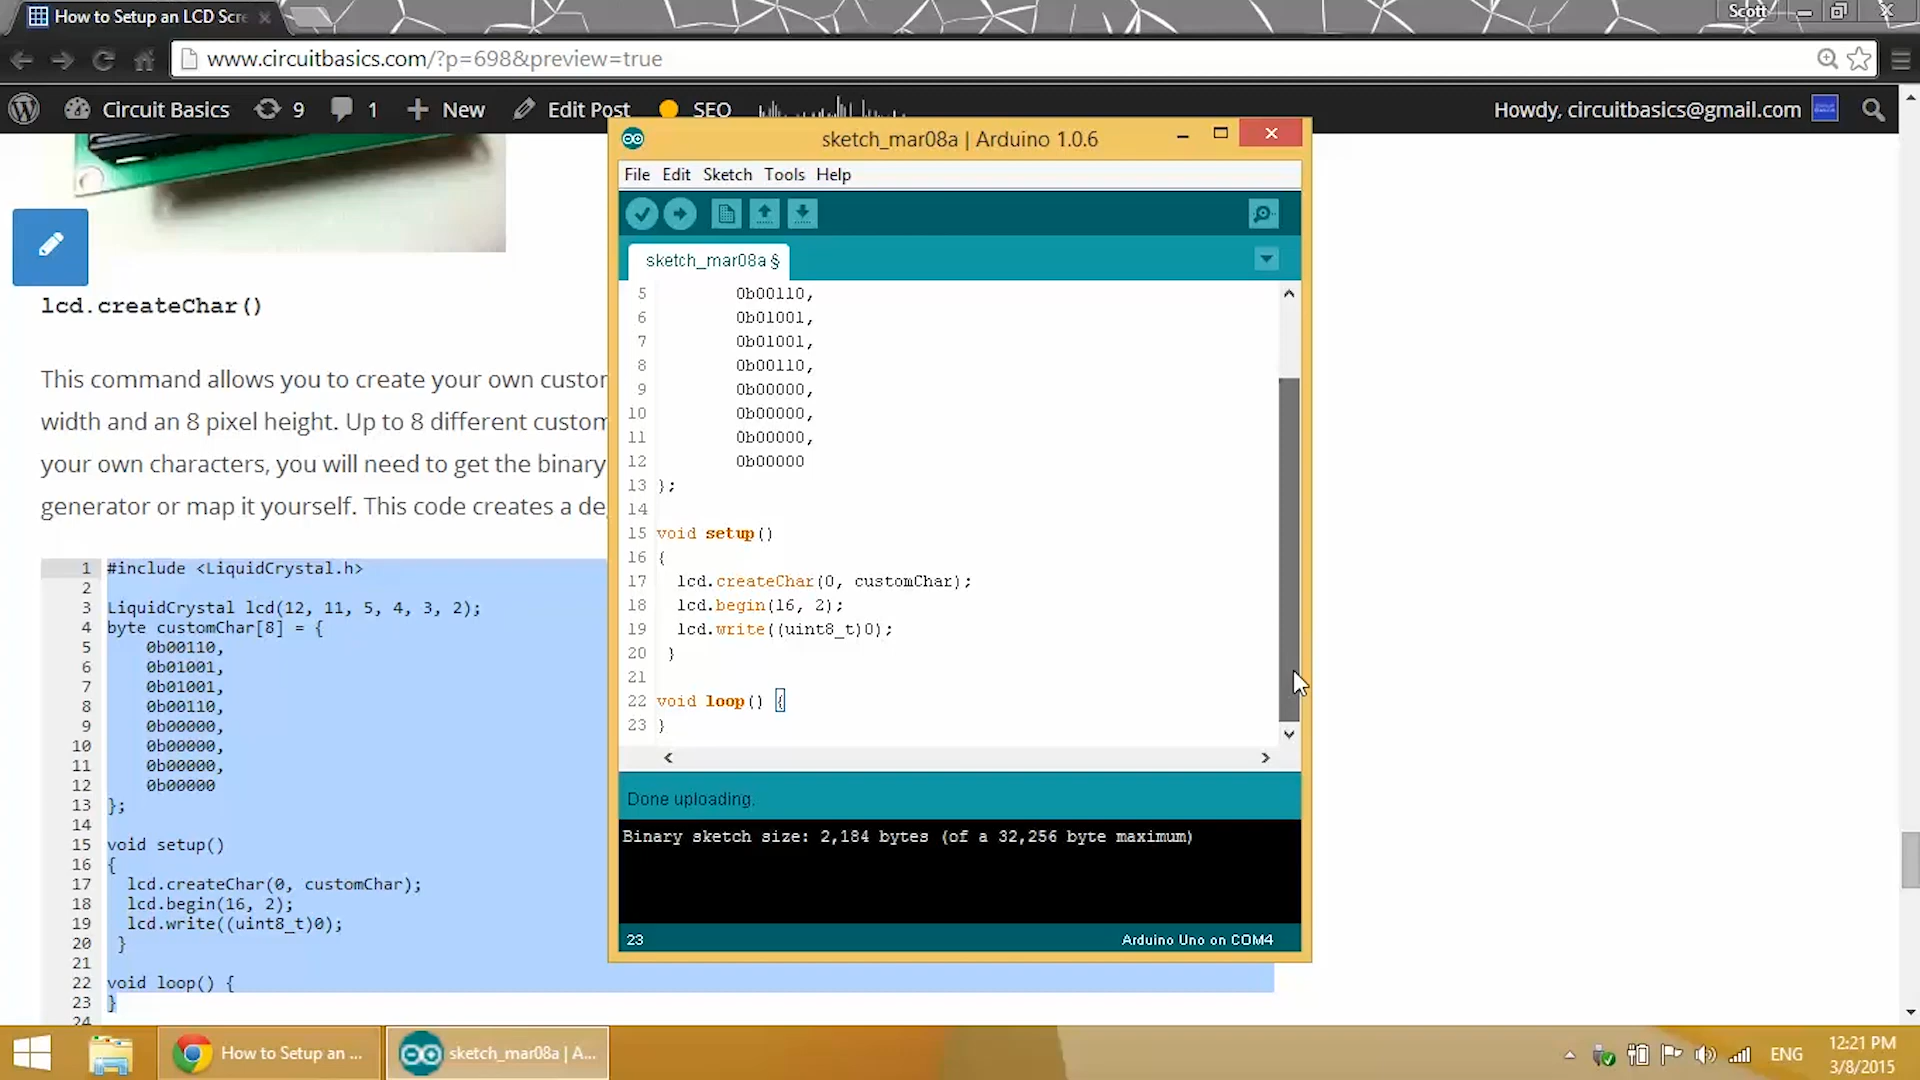 How to Setup an LCD Scre
Scott
www.circuitbasics.com/?p=698&preview=true
Circuit Basics 9 1 New Edit Post SEO Howdy, circuitbasics@gmail.com
lcd.createChar()
This command allows you to create your own custom
width and an 8 pixel height. Up to 8 different custom
your own characters, you will need to get the binary
generator or map it yourself. This code creates a de
1 #include <LiquidCrystal.h>
2
3 LiquidCrystal lcd(12, 11, 5, 4, 3, 2);
4 byte customChar[8] = {
5 0b00110,
6 0b01001,
7 0b01001,
8 0b00110,
9 0b00000,
10 0b00000,
11 0b00000,
12 0b00000
13 };
14
15 void setup()
16 {
17 lcd.createChar(0, customChar);
18 lcd.begin(16, 2);
19 lcd.write((uint8_t)0);
20 }
21
22 void loop() {
23 }
24
sketch_mar08a | Arduino 1.0.6
File Edit Sketch Tools Help
sketch_mar08a §
5 0b00110,
6 0b01001,
7 0b01001,
8 0b00110,
9 0b00000,
10 0b00000,
11 0b00000,
12 0b00000
13 };
14
15 void setup()
16 {
17 lcd.createChar(0, customChar);
18 lcd.begin(16, 2);
19 lcd.write((uint8_t)0);
20 }
21
22 void loop() {
23 }
Done uploading.
Binary sketch size: 2,184 bytes (of a 32,256 byte maximum)
23 Arduino Uno on COM4
How to Setup an ...
sketch_mar08a | A...
ENG
12:21 PM
3/8/2015